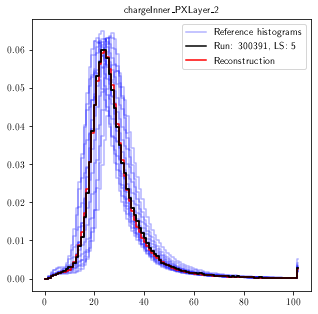 chargeInner_PXLayer_2
Reference histograms
Run: 300391, LS: 5
Reconstruction
0.06
0.05
0.04
0.03
0.02
0.01
0.00
0 20 40 60 80 100